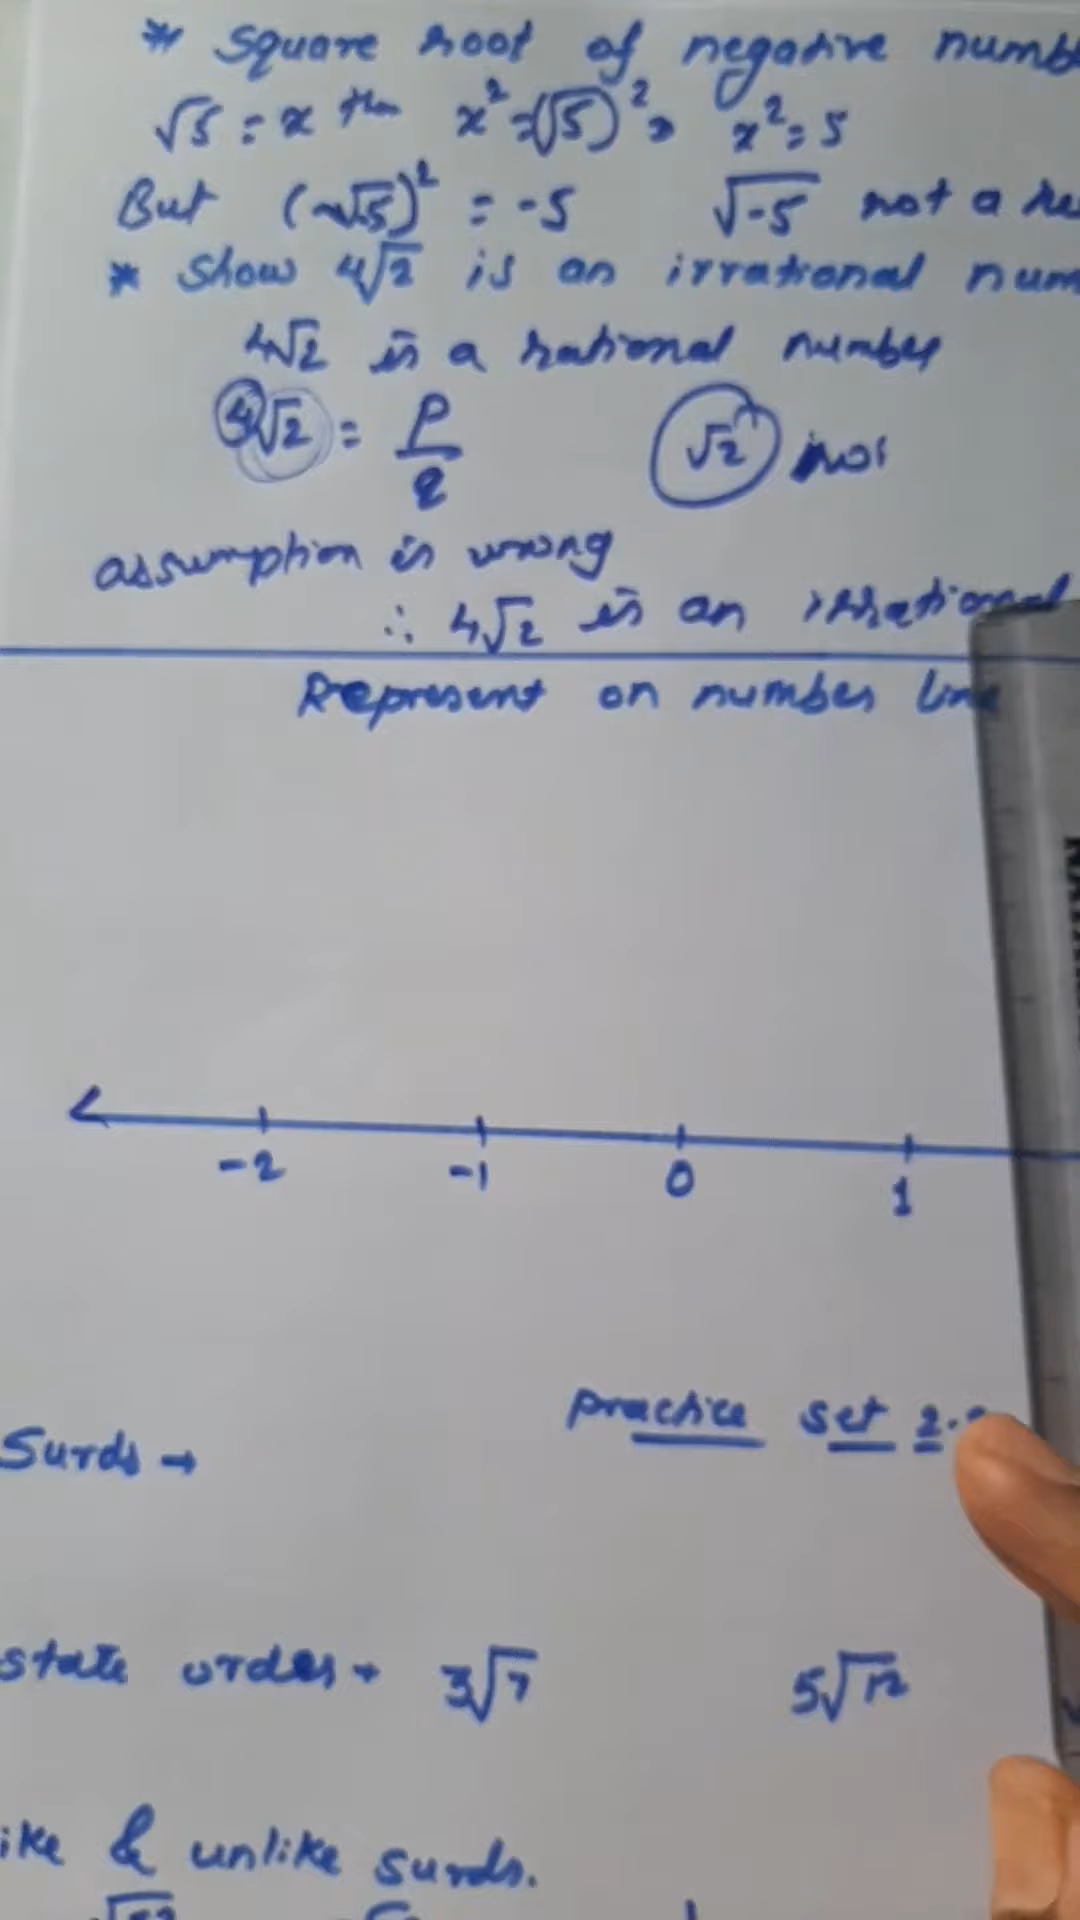 * Square root of negative numb
√5 = x then x² = (√5)² = x² = 5
But (-√5)² = -5 √-5 not a re
* Show 4√2 is an irrational num
4√2 is a rational number
4√2 = p/q √2 not
assumption is wrong
∴ 4√2 is an irrational
Represent on number line
-2 -1 0 1
Practice set 2.
Surds →
state order → 3√7 5√12
ike & unlike surds.